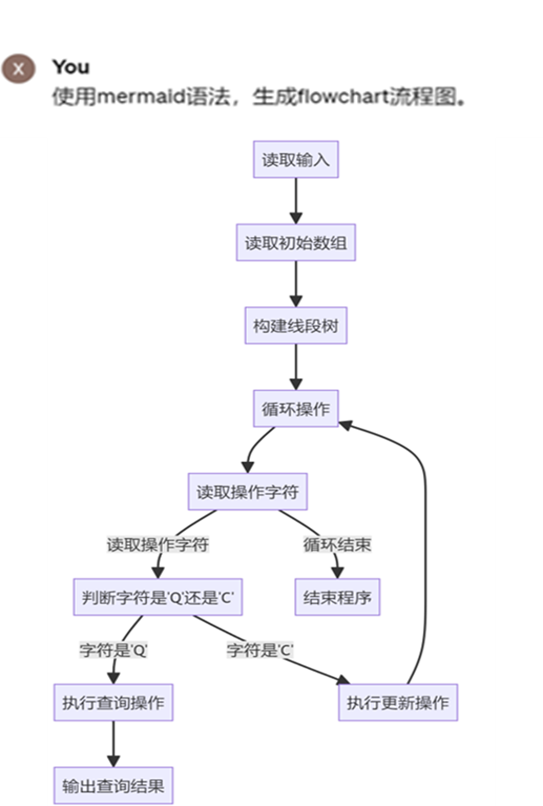 X
You
使用mermaid语法，生成flowchart流程图。
读取输入
读取初始数组
构建线段树
循环操作
读取操作字符
读取操作字符
循环结束
判断字符是'Q'还是'C'
结束程序
字符是'Q'
字符是'C'
执行查询操作
执行更新操作
输出查询结果